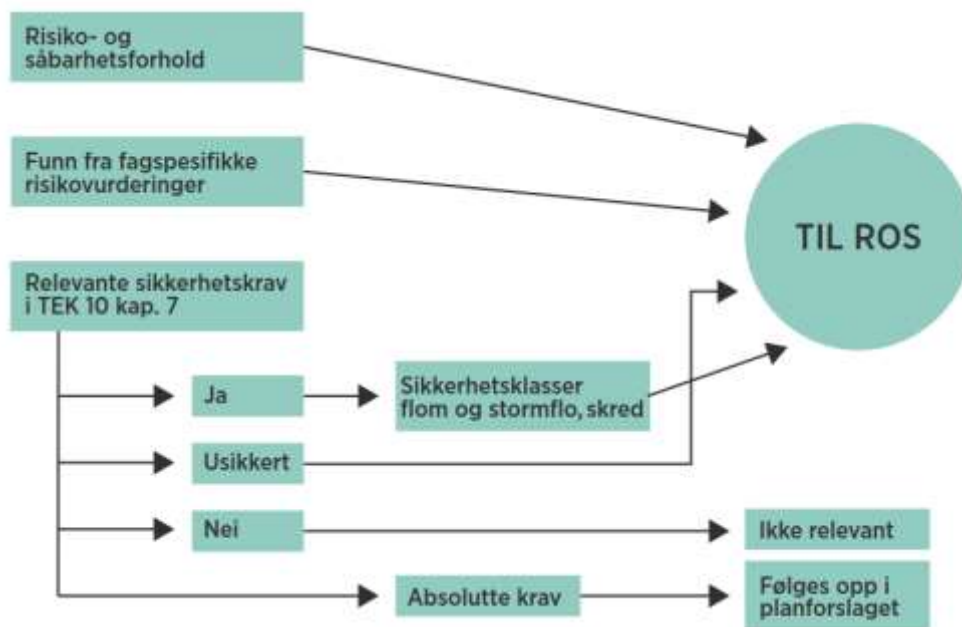 Risiko- og
såbarhetsforhold
Funn fra fagspesifikke
risikovurderinger
TIL ROS
Relevante sikkerhetskrav
i TEK 10 kap. 7
Ja
Sikkerhetsklasser
flom og stormflo, skred
Usikkert
Nei
Ikke relevant
Absolutte krav
Følges opp i
planforslaget